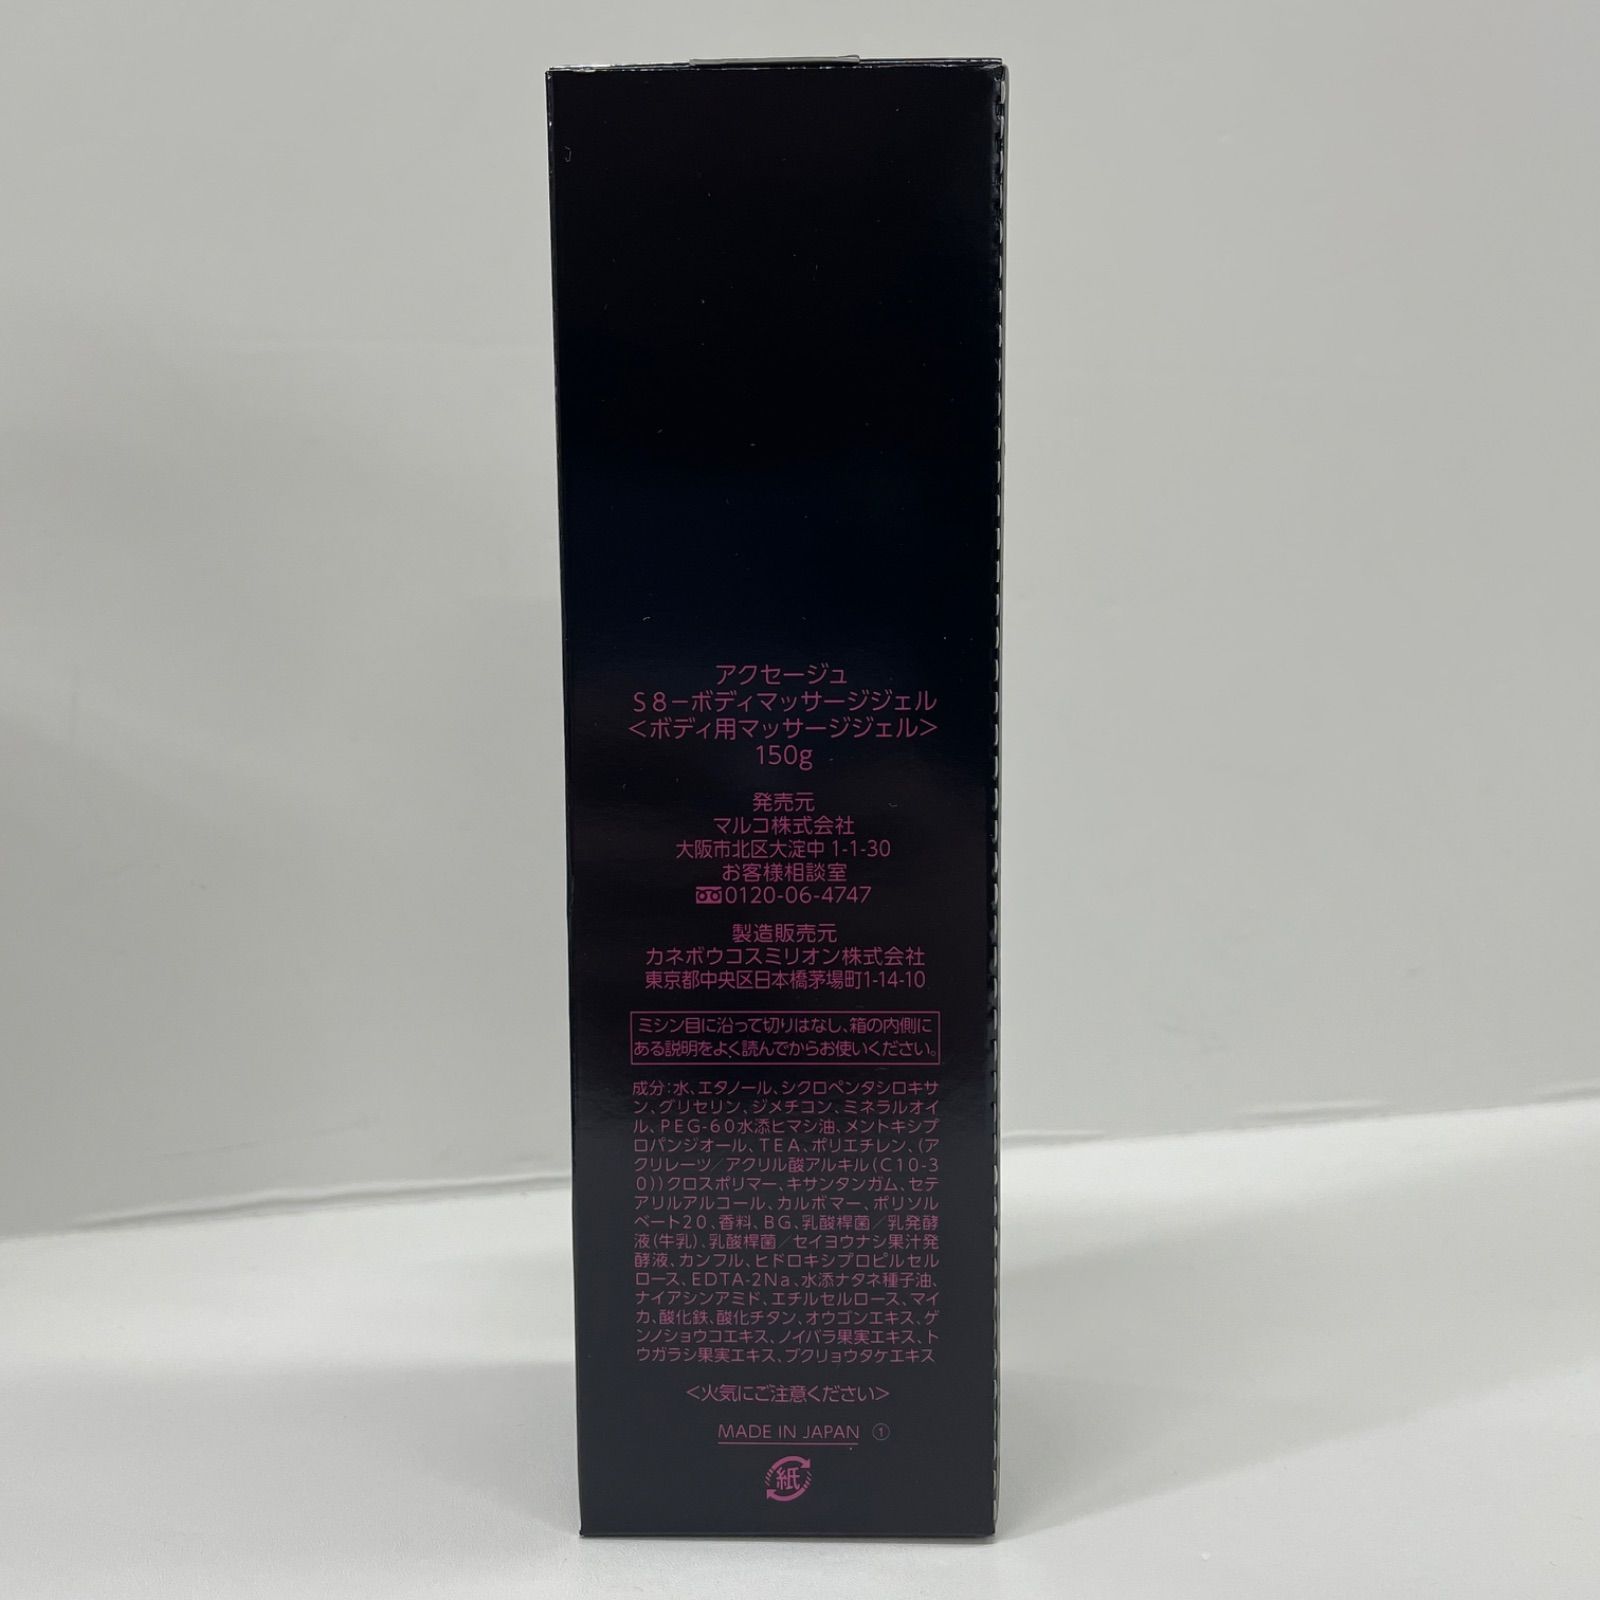 アクセージュ
S8－ボディマッサージジェル
＜ボディ用マッサージジェル＞
150g
発売元
マルコ株式会社
大阪市北区大淀中 1-1-30
お客様相談室
0120-06-4747
製造販売元
カネボウコスミリオン株式会社
東京都中央区日本橋茅場町1-14-10
ミシン目に沿って切りはなし、箱の内側に
ある説明をよく読んでからお使いください。
成分：水、エタノール、シクロペンタシロキサ
ン、グリセリン、ジメチコン、ミネラルオイ
ル、PEG-60水添ヒマシ油、メントキシプ
ロパンジオール、TEA、ポリエチレン、（ア
クリレーツ／アクリル酸アルキル（C10-3
0））クロスポリマー、キサンタンガム、セテ
アリルアルコール、カルボマー、ポリソル
ベート20、香料、BG、乳酸桿菌／乳発酵
液（牛乳）、乳酸桿菌／セイヨウナシ果汁発
酵液、カンフル、ヒドロキシプロピルセル
ロース、EDTA-2Na、水添ナタネ種子油、
ナイアシンアミド、エチルセルロース、マイ
カ、酸化鉄、酸化チタン、オウゴンエキス、ゲ
ンノショウコエキス、ノイバラ果実エキス、ト
ウガラシ果実エキス、ブクリョウタケエキス
＜火気にご注意ください＞
MADE IN JAPAN ①
紙